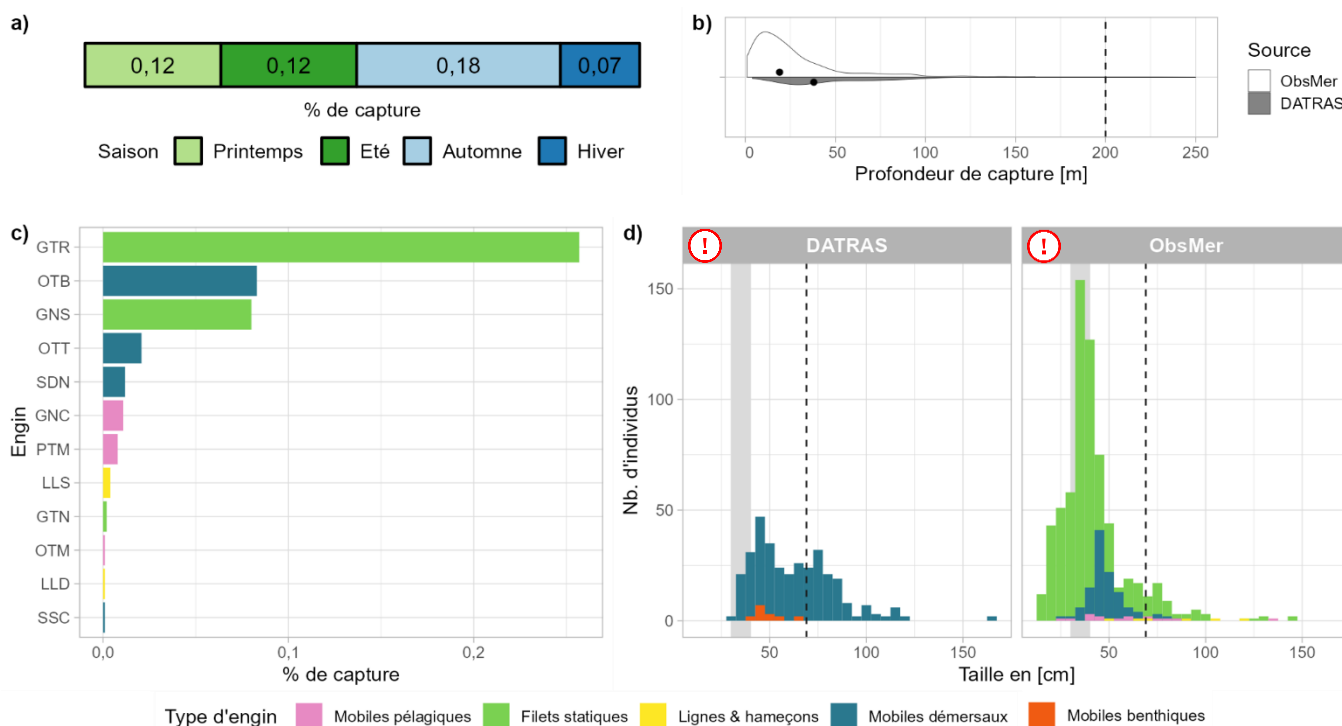 a)
0,12 0,12 0,18 0,07
% de capture
Saison Printemps Eté Automne Hiver
b)
0 50 100 150 200 250
Profondeur de capture [m]
Source
ObsMer
DATRAS
c)
Engin
GTR
OTB
GNS
OTT
SDN
GNC
PTM
LLS
GTN
OTM
LLD
SSC
0,0 0,1 0,2
% de capture
d)
! DATRAS ! ObsMer
Nb. d'individus
150
100
50
0
50 100 150 50 100 150
Taille en [cm]
Type d'engin Mobiles pélagiques Filets statiques Lignes & hameçons Mobiles démersaux Mobiles benthiques